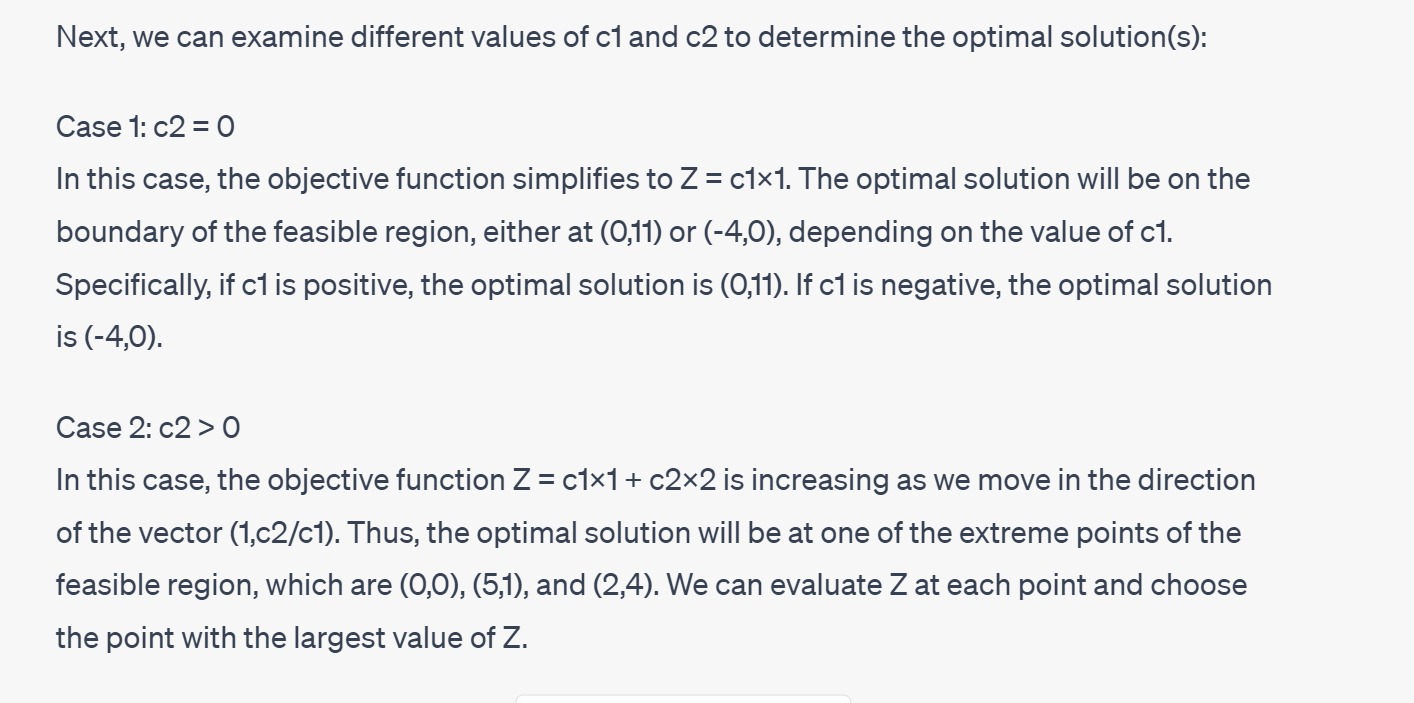 Next, we can examine different values of c1 and c2 to determine the optimal solution(s):
Case 1: c2 = 0
In this case, the objective function simplifies to Z = c1×1. The optimal solution will be on the
boundary of the feasible region, either at (0,11) or (-4,0), depending on the value of c1.
Specifically, if c1 is positive, the optimal solution is (0,11). If c1 is negative, the optimal solution
is (-4,0).
Case 2: c2 > 0
In this case, the objective function Z = c1×1 + c2×2 is increasing as we move in the direction
of the vector (1,c2/c1). Thus, the optimal solution will be at one of the extreme points of the
feasible region, which are (0,0), (5,1), and (2,4). We can evaluate Z at each point and choose
the point with the largest value of Z.